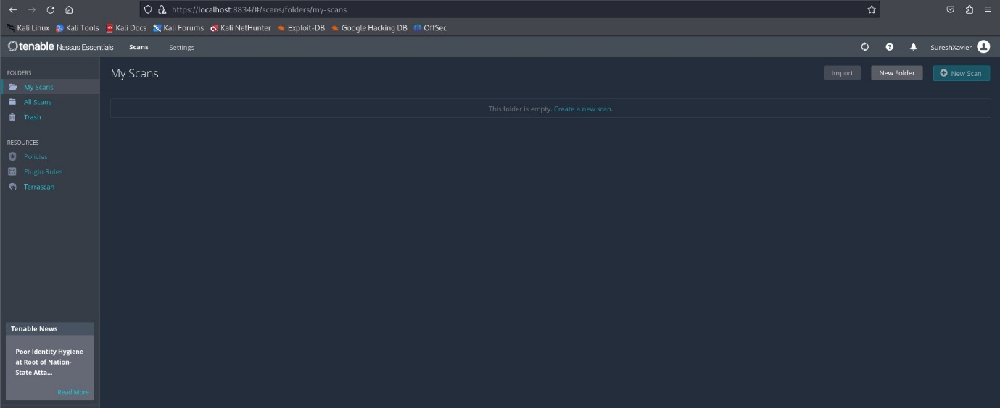 https://localhost:8834/#/scans/folders/my-scans
Kali Linux Kali Tools Kali Docs Kali Forums Kali NetHunter Exploit-DB Google Hacking DB OffSec
tenable Nessus Essentials Scans Settings SureshXavier
FOLDERS
My Scans
All Scans
Trash
RESOURCES
Policies
Plugin Rules
Terrascan
Tenable News
Poor Identity Hygiene
at Root of Nation-
State Atta...
Read More
My Scans Import New Folder New Scan
This folder is empty. Create a new scan.